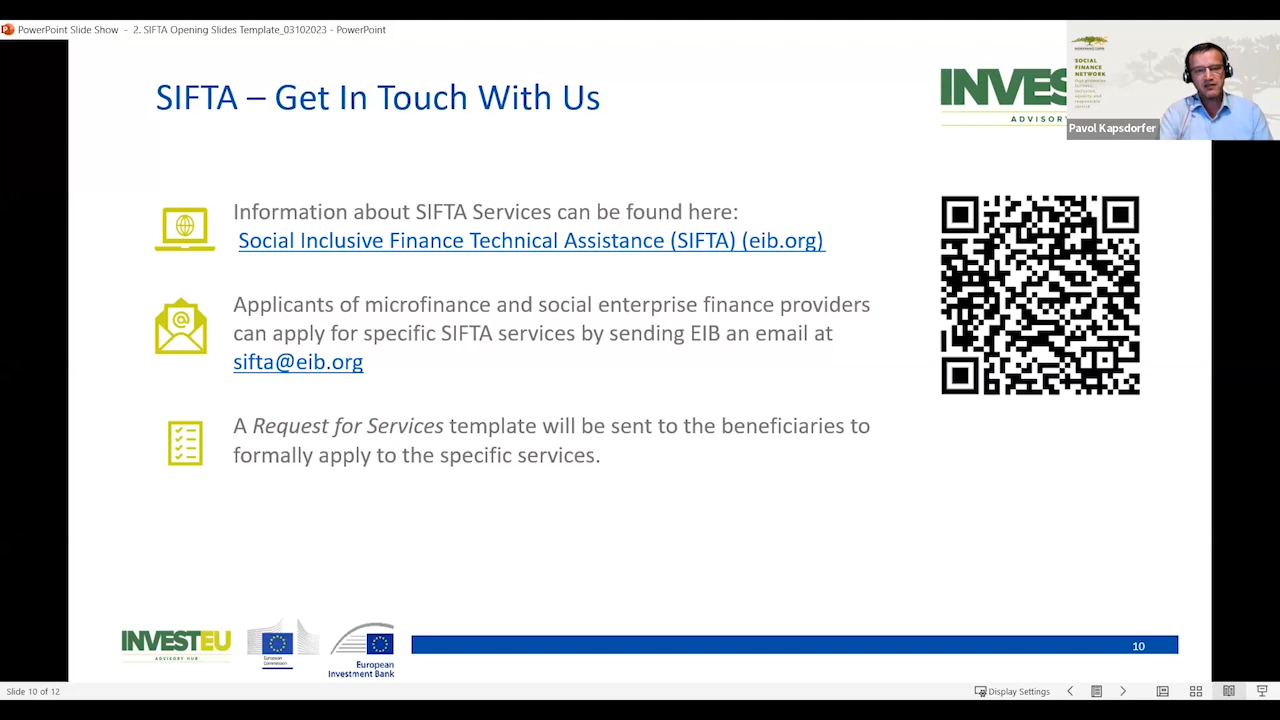 PowerPoint Slide Show - 2. SIFTA Opening Slides Template_03102023 - PowerPoint
SIFTA – Get In Touch With Us
INVES
ADVISORY
SOCIAL
FINANCE
NETWORK
Pavol Kapsdorfer
Information about SIFTA Services can be found here:
Social Inclusive Finance Technical Assistance (SIFTA) (eib.org)
Applicants of microfinance and social enterprise finance providers
can apply for specific SIFTA services by sending EIB an email at
sifta@eib.org
A Request for Services template will be sent to the beneficiaries to
formally apply to the specific services.
INVESTEU
ADVISORY HUB
European
Commission
European
Investment Bank
10
Slide 10 of 12
Display Settings